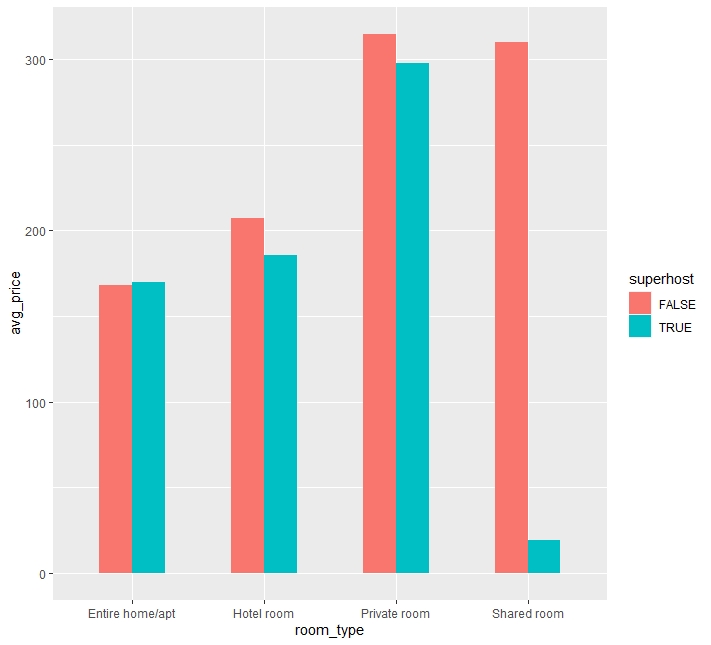 300
200
100
0
avg_price
Entire home/apt
Hotel room
Private room
Shared room
room_type
superhost
FALSE
TRUE